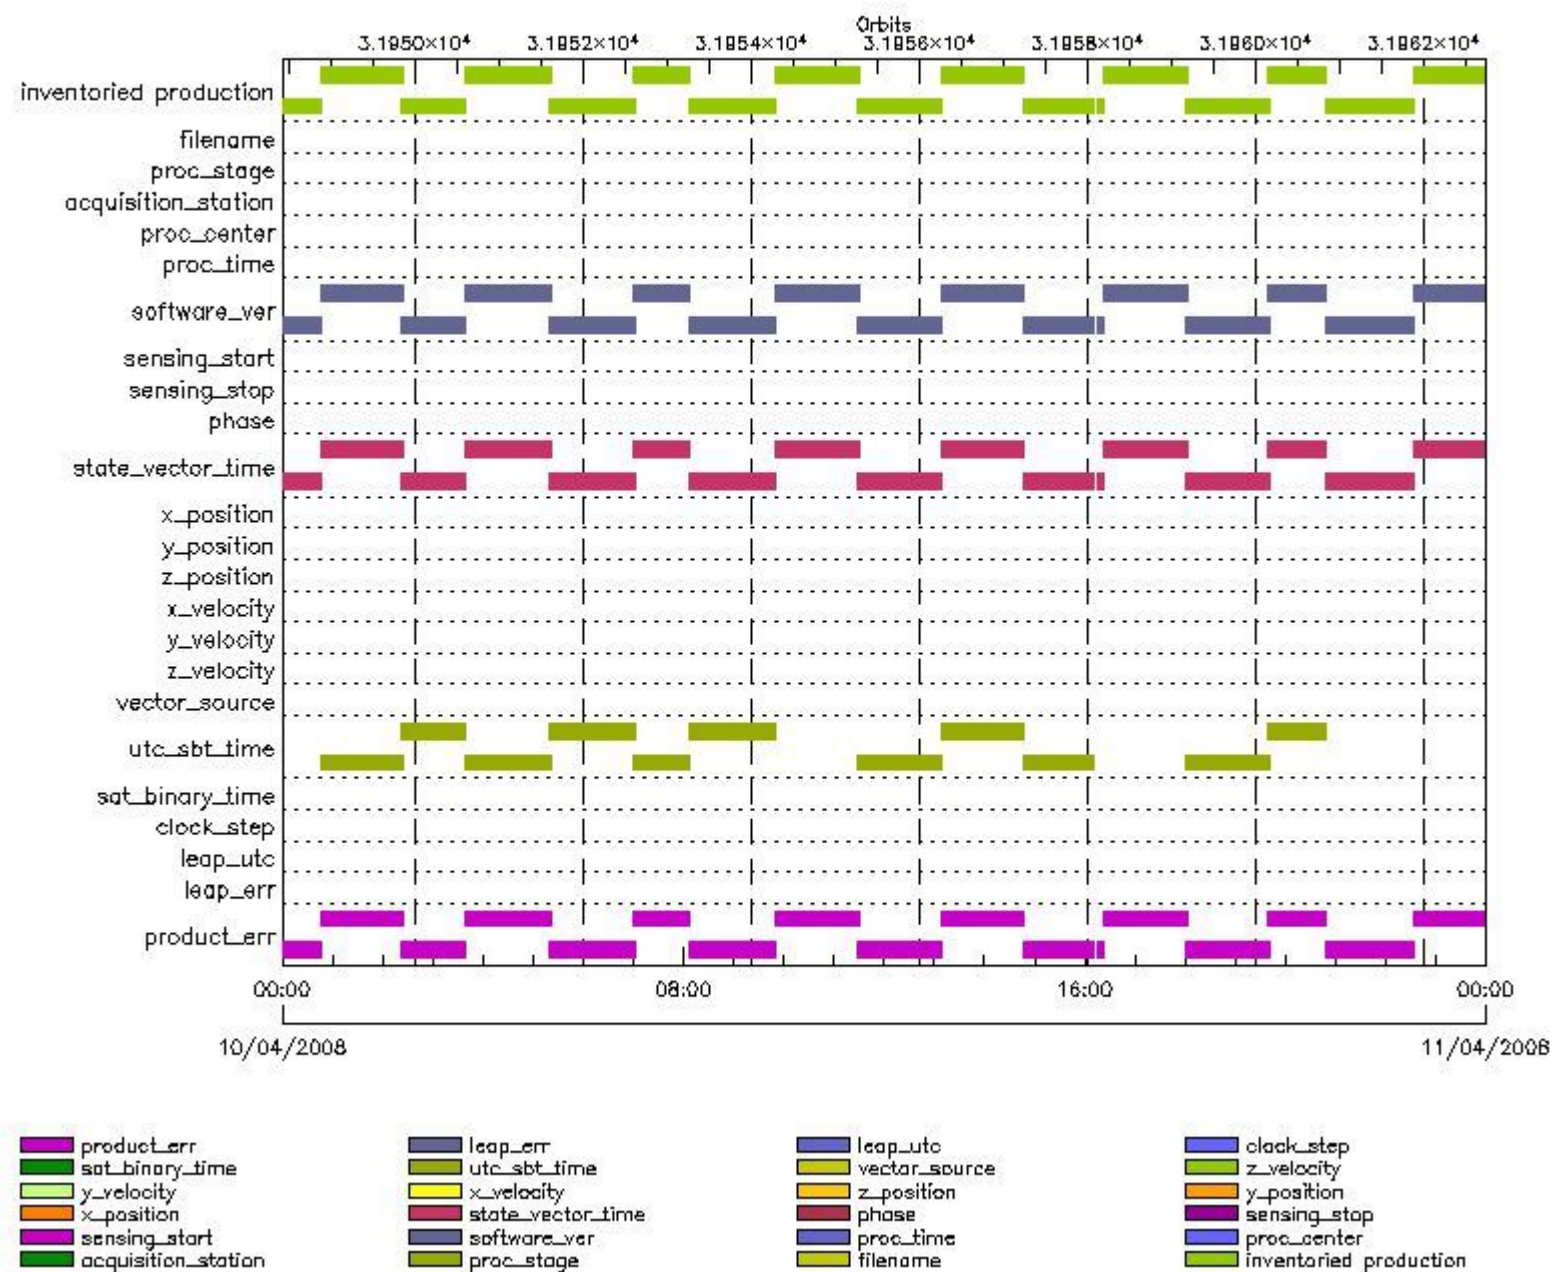 Orbits
3.1950×10⁴ 3.1952×10⁴ 3.1954×10⁴ 3.1956×10⁴ 3.1958×10⁴ 3.1960×10⁴ 3.1962×10⁴
inventoried production
filename
proc_stage
acquisition_station
proc_center
proc_time
software_ver
sensing_start
sensing_stop
phase
state_vector_time
x_position
y_position
z_position
x_velocity
y_velocity
z_velocity
vector_source
utc_sbt_time
sat_binary_time
clock_step
leap_utc
leap_err
product_err
00:00 08:00 16:00 00:00
10/04/2008 11/04/2008
product_err leap_err leap_utc clock_step
sat_binary_time utc_sbt_time vector_source z_velocity
y_velocity x_velocity z_position y_position
x_position state_vector_time phase sensing_stop
sensing_start software_ver proc_time proc_center
acquisition_station proc_stage filename inventoried production